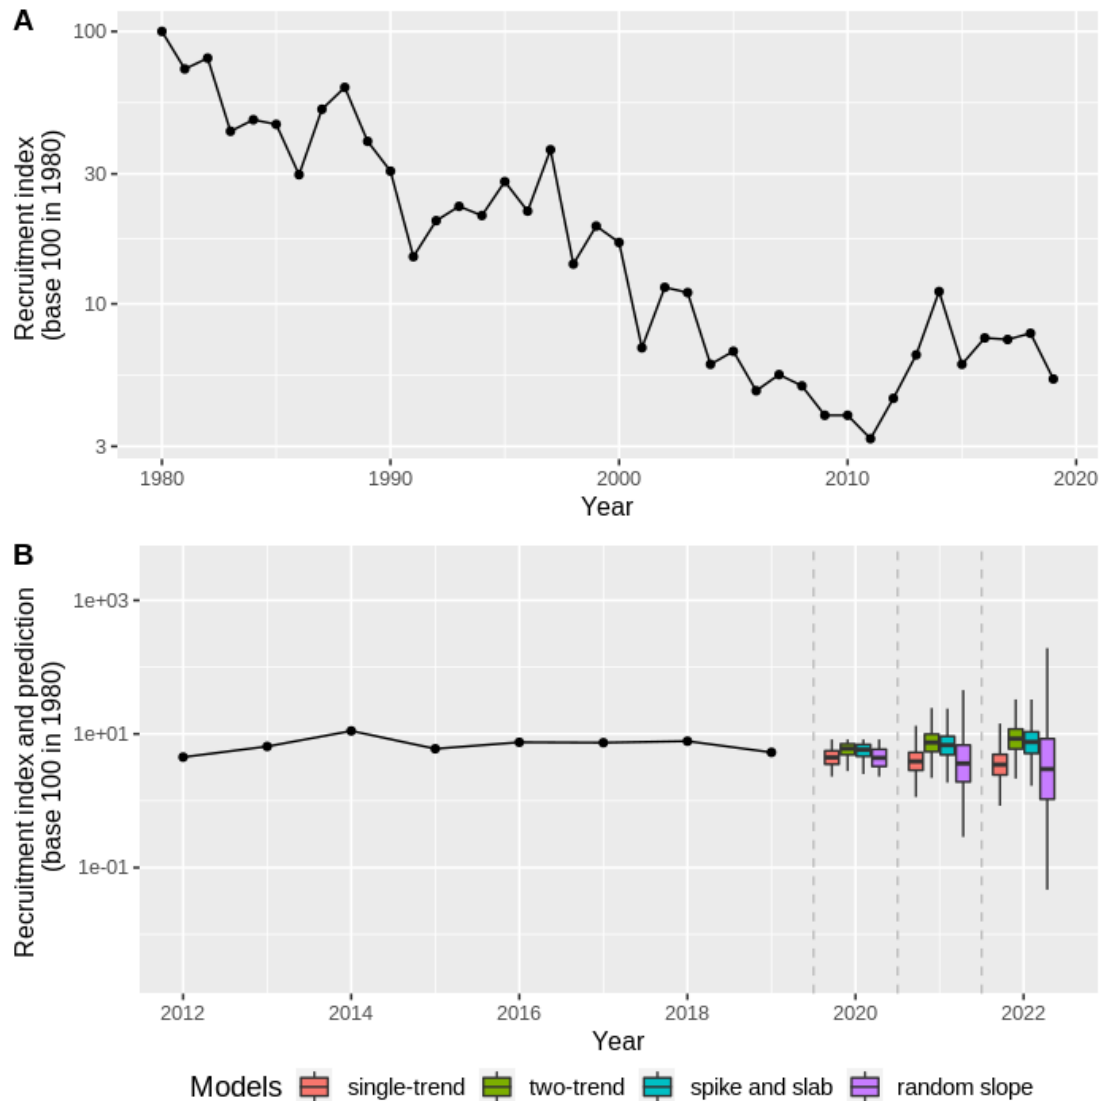 A
Recruitment index
(base 100 in 1980)
100
30
10
3
1980 1990 2000 2010 2020
Year
B
Recruitment index and prediction
(base 100 in 1980)
1e+03
1e+01
1e-01
2012 2014 2016 2018 2020 2022
Year
Models single-trend two-trend spike and slab random slope